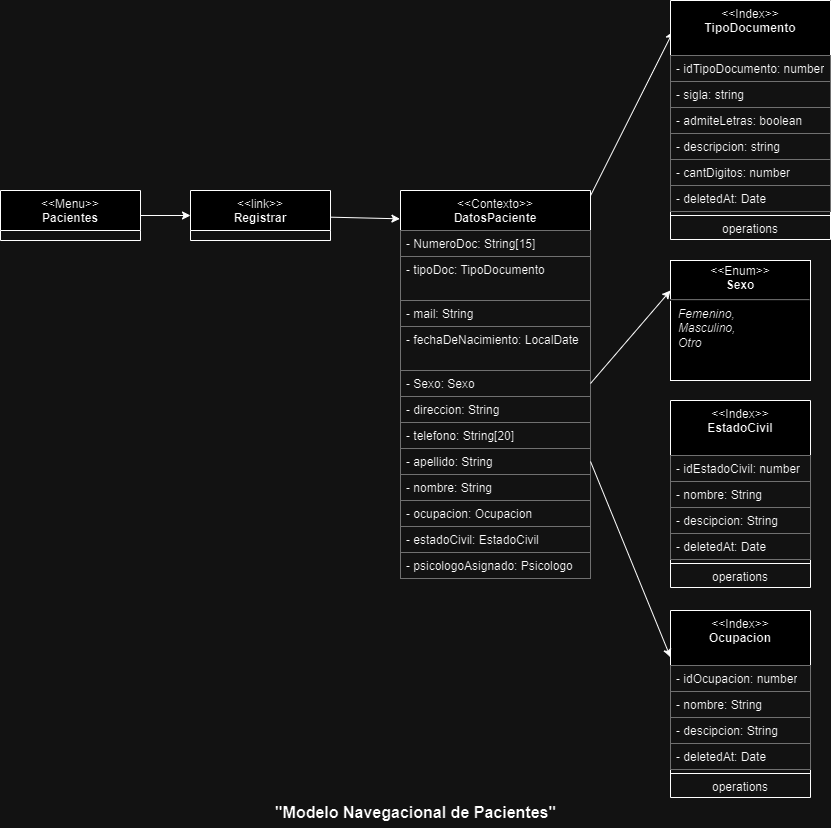 <<Menu>>
Pacientes
<<link>>
Registrar
<<Contexto>>
DatosPaciente
- NumeroDoc: String[15]
- tipoDoc: TipoDocumento
- mail: String
- fechaDeNacimiento: LocalDate
- Sexo: Sexo
- direccion: String
- telefono: String[20]
- apellido: String
- nombre: String
- ocupacion: Ocupacion
- estadoCivil: EstadoCivil
- psicologoAsignado: Psicologo
<<Index>>
TipoDocumento
- idTipoDocumento: number
- sigla: string
- admiteLetras: boolean
- descripcion: string
- cantDigitos: number
- deletedAt: Date
operations
<<Enum>>
Sexo
Femenino,
Masculino,
Otro
<<Index>>
EstadoCivil
- idEstadoCivil: number
- nombre: String
- descipcion: String
- deletedAt: Date
operations
<<Index>>
Ocupacion
- idOcupacion: number
- nombre: String
- descipcion: String
- deletedAt: Date
operations
"Modelo Navegacional de Pacientes"